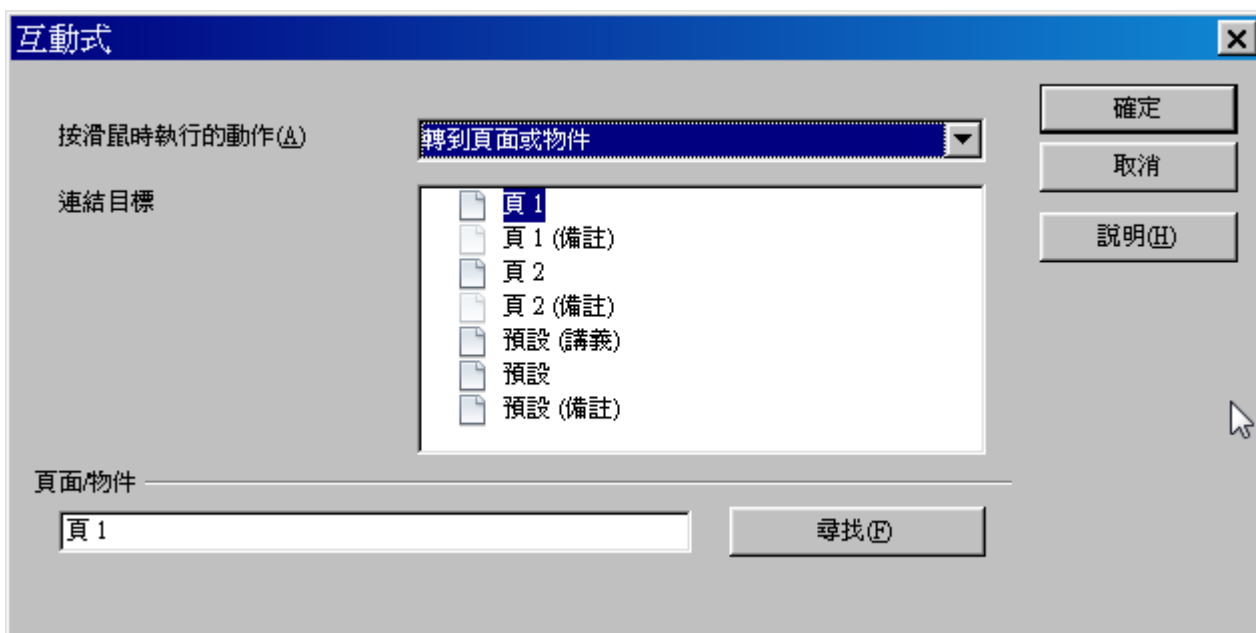 互動式
按滑鼠時執行的動作(A)
轉到頁面或物件
確定
取消
說明(H)
連結目標
頁 1
頁 1 (備註)
頁 2
頁 2 (備註)
預設 (講義)
預設
預設 (備註)
頁面/物件
頁 1
尋找(F)